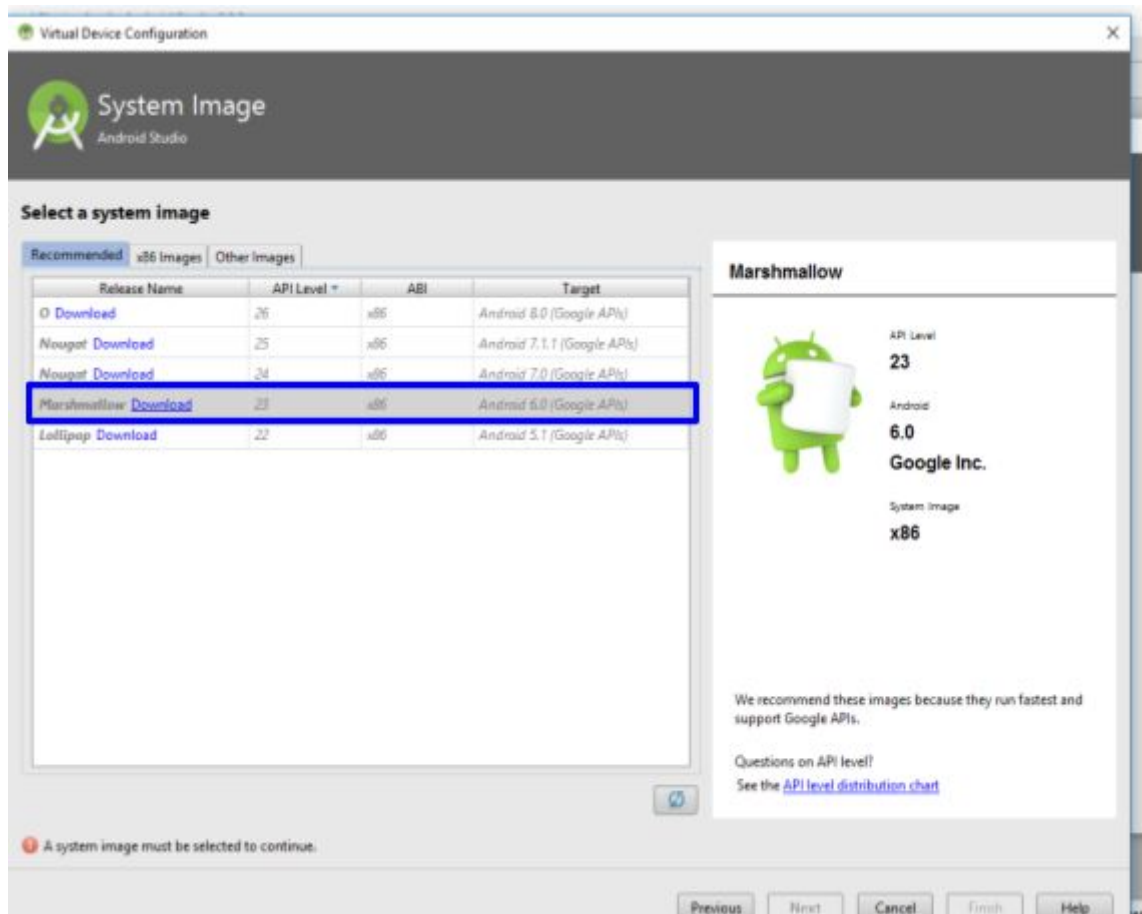 Virtual Device Configuration
System Image
Android Studio
Select a system image
Recommended x86 Images Other Images
Release Name API Level ABI Target
O Download 26 x86 Android 8.0 (Google APIs)
Nougat Download 25 x86 Android 7.1.1 (Google APIs)
Nougat Download 24 x86 Android 7.0 (Google APIs)
Marshmallow Download 23 x86 Android 6.0 (Google APIs)
Lollipop Download 22 x86 Android 5.1 (Google APIs)
Marshmallow
API Level
23
Android
6.0
Google Inc.
System Image
x86
We recommend these images because they run fastest and
support Google APIs.
Questions on API level?
See the API level distribution chart
A system image must be selected to continue.
Previous Next Cancel Finish Help